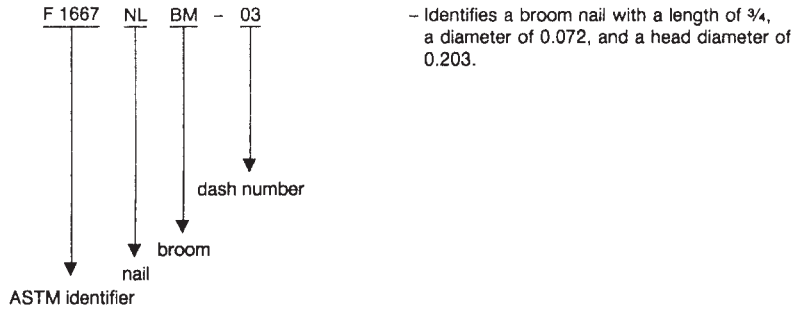 F 1667 NL BM – 03
– Identifies a broom nail with a length of ¾,
a diameter of 0.072, and a head diameter of
0.203.
dash number
broom
nail
ASTM identifier